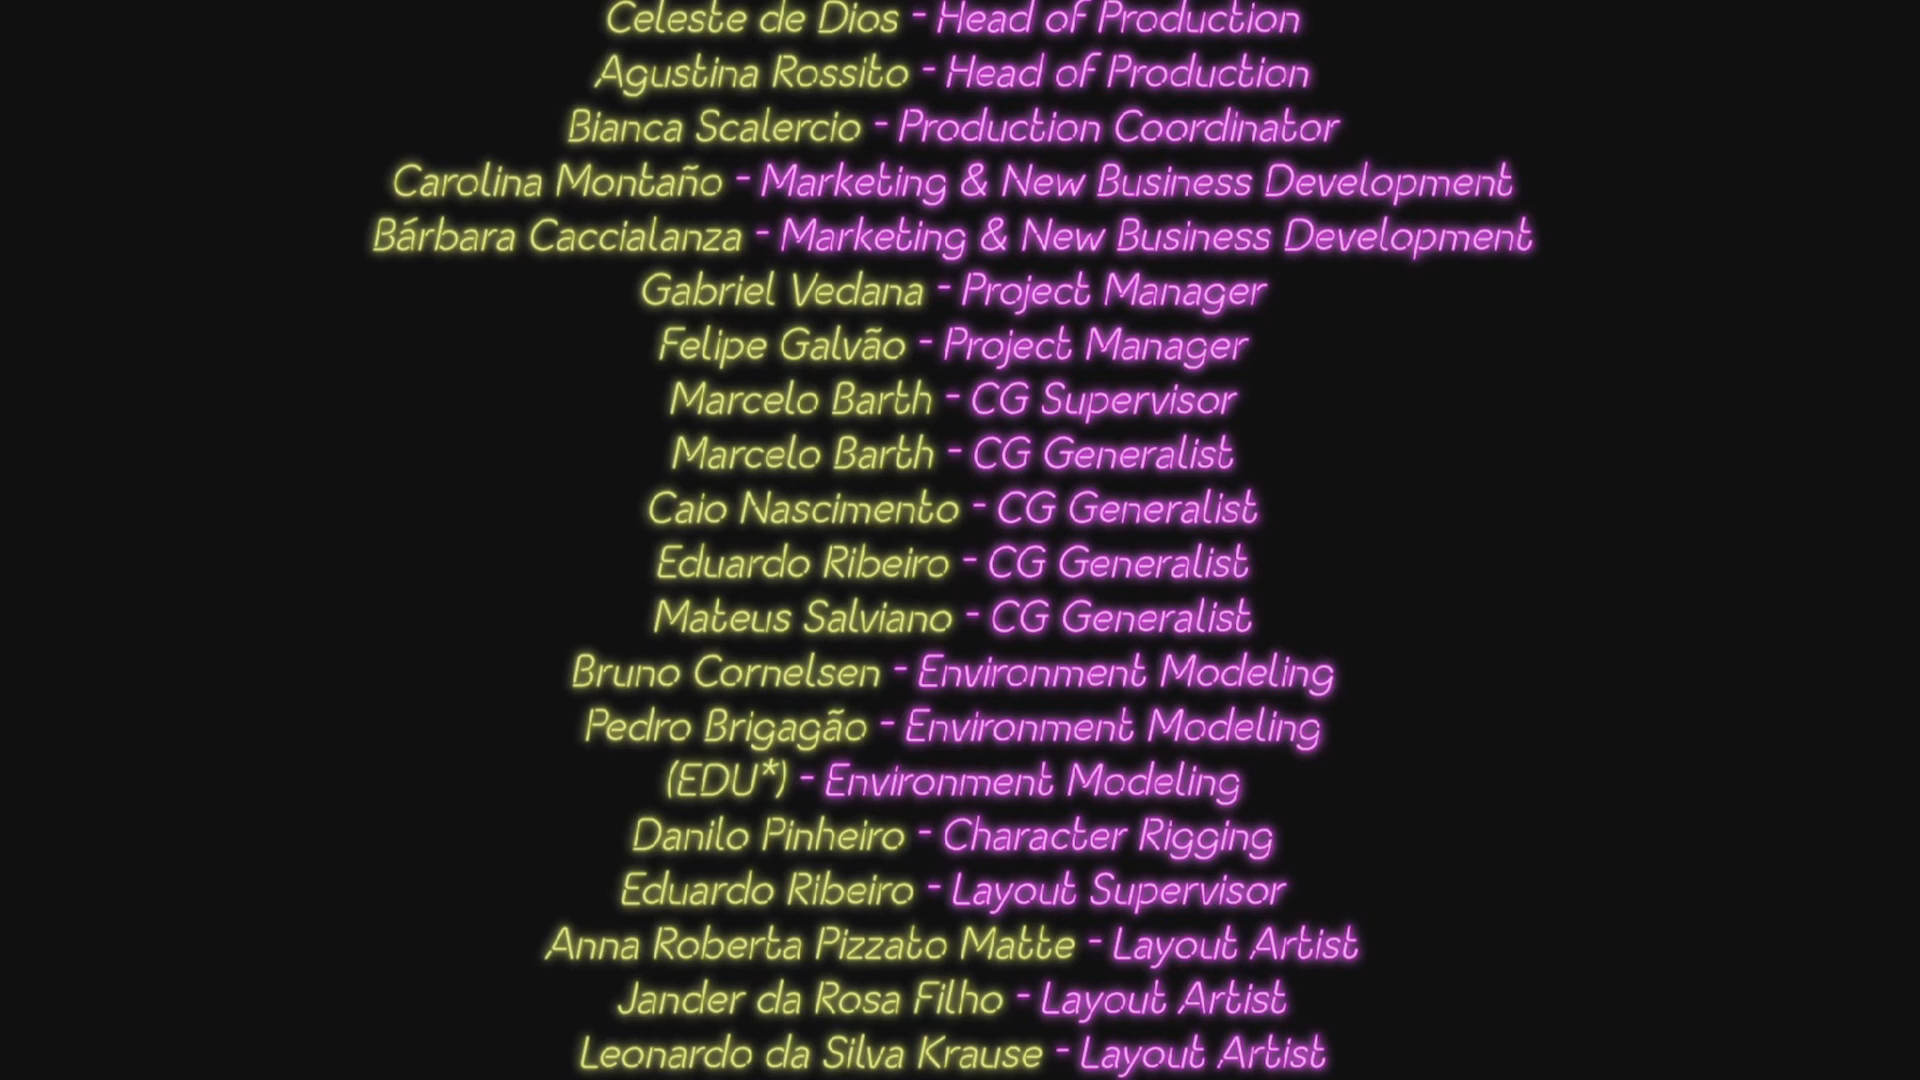 Celeste de Dios - Head of Production
Agustina Rossito - Head of Production
Bianca Scalercio - Production Coordinator
Carolina Montaño - Marketing & New Business Development
Bárbara Caccialanza - Marketing & New Business Development
Gabriel Vedana - Project Manager
Felipe Galvão - Project Manager
Marcelo Barth - CG Supervisor
Marcelo Barth - CG Generalist
Caio Nascimento - CG Generalist
Eduardo Ribeiro - CG Generalist
Mateus Salviano - CG Generalist
Bruno Cornelsen - Environment Modeling
Pedro Brigagão - Environment Modeling
(EDU*) - Environment Modeling
Danilo Pinheiro - Character Rigging
Eduardo Ribeiro - Layout Supervisor
Anna Roberta Pizzato Matte - Layout Artist
Jander da Rosa Filho - Layout Artist
Leonardo da Silva Krause - Layout Artist